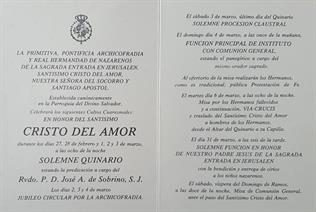 LA PRIMITIVA, PONTIFICIA ARCHICOFRADIA
Y REAL HERMANDAD DE NAZARENOS
DE LA SAGRADA ENTRADA EN JERUSALEN,
SANTISIMO CRISTO DEL AMOR,
NUESTRA SEÑORA DEL SOCORRO Y
SANTIAGO APOSTOL.
Establecida canónicamente
en la Parroquia del Divino Salvador.
Celebrará los siguientes Cultos Cuaresmales
EN HONOR DEL SANTISIMO
CRISTO DEL AMOR
durante los días 27, 28 de febrero y 1, 2 y 3 de marzo,
a las ocho de la noche
SOLEMNE QUINARIO
estando la predicación a cargo del
Rvdo. P. D. José A. de Sobrino, S. J.
Los días 2, 3 y 4 de marzo
JUBILEO CIRCULAR POR LA ARCHICOFRADIA
El sábado 3 de marzo, último día del Quinario
SOLEMNE PROCESION CLAUSTRAL
El domingo día 4 de marzo, a las once de la mañana,
FUNCION PRINCIPAL DE INSTITUTO
CON COMUNION GENERAL,
estando el panegírico a cargo del
mismo orador sagrado.
Al ofertorio de la misa realizarán los Hermanos,
como es tradicional, pública Protestación de Fe.
El martes día 6 de marzo, a las ocho de la noche,
Misa por los Hermanos fallecidos
y a continuación, VIA-CRUCIS
y traslado del Santísimo Cristo del Amor
a hombros de los Hermanos,
desde el Altar del Quinario a su Capilla.
El día 31 de marzo, a las seis de la tarde,
SOLEMNE FUNCION EN HONOR
DE NUESTRO PADRE JESUS DE LA SAGRADA
ENTRADA EN JERUSALEN
con la bendición y entrega de cirios
a los niños nazarenos.
El sábado, víspera del Domingo de Ramos,
a las diez de la noche, Misa de Comunión General,
ante el paso del Santísimo Cristo del Amor.